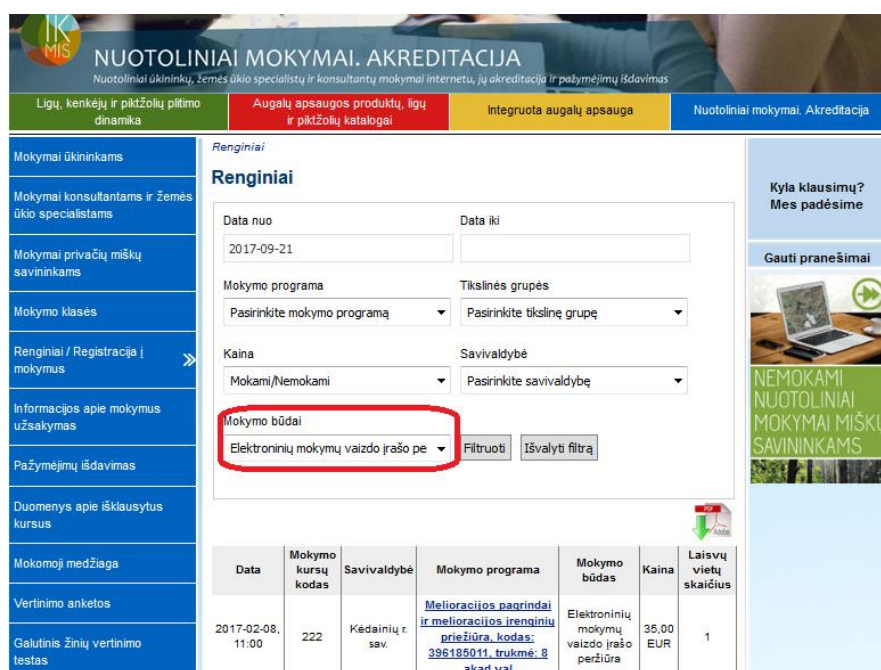 IK
MIS
NUOTOLINIAI MOKYMAI. AKREDITACIJA
Nuotoliniai ūkininkų, žemės ūkio specialistų ir konsultantų mokymai internetu, jų akreditacija ir pažymėjimų išdavimas
Ligų, kenkėjų ir piktžolių plitimo
dinamika
Augalų apsaugos produktų, ligų
ir piktžolių katalogai
Integruota augalų apsauga
Nuotoliniai mokymai. Akreditacija
Mokymai ūkininkams
Mokymai konsultantams ir žemės
ūkio specialistams
Mokymai privačių miškų
savininkams
Mokymo klasės
Renginiai / Registracija į
mokymus
Informacijos apie mokymus
užsakymas
Pažymėjimų išdavimas
Duomenys apie išklausytus
kursus
Mokomoji medžiaga
Vertinimo anketos
Galutinis žinių vertinimo
testas
Renginiai
Renginiai
Data nuo
Data iki
2017-09-21
Mokymo programa
Tikslinės grupės
Pasirinkite mokymo programą
Pasirinkite tikslinę grupę
Kaina
Savivaldybė
Mokami/Nemokami
Pasirinkite savivaldybę
Mokymo būdai
Elektroninių mokymų vaizdo įrašo pe
Filtruoti
Išvalyti filtrą
PDF
Adobe
Data
Mokymo
kursų
kodas
Savivaldybė
Mokymo programa
Mokymo
būdas
Kaina
Laisvų
vietų
skaičius
2017-02-08,
11:00
222
Kėdainių r.
sav.
Melioracijos pagrindai
ir melioracijos įrenginių
priežiūra, kodas:
396185011, trukmė: 8
akad.val.
Elektroninių
mokymų
vaizdo įrašo
peržiūra
35,00
EUR
1
Kyla klausimų?
Mes padėsime
Gauti pranešimai
NEMOKAMI
NUOTOLINIAI
MOKYMAI MIŠKŲ
SAVININKAMS